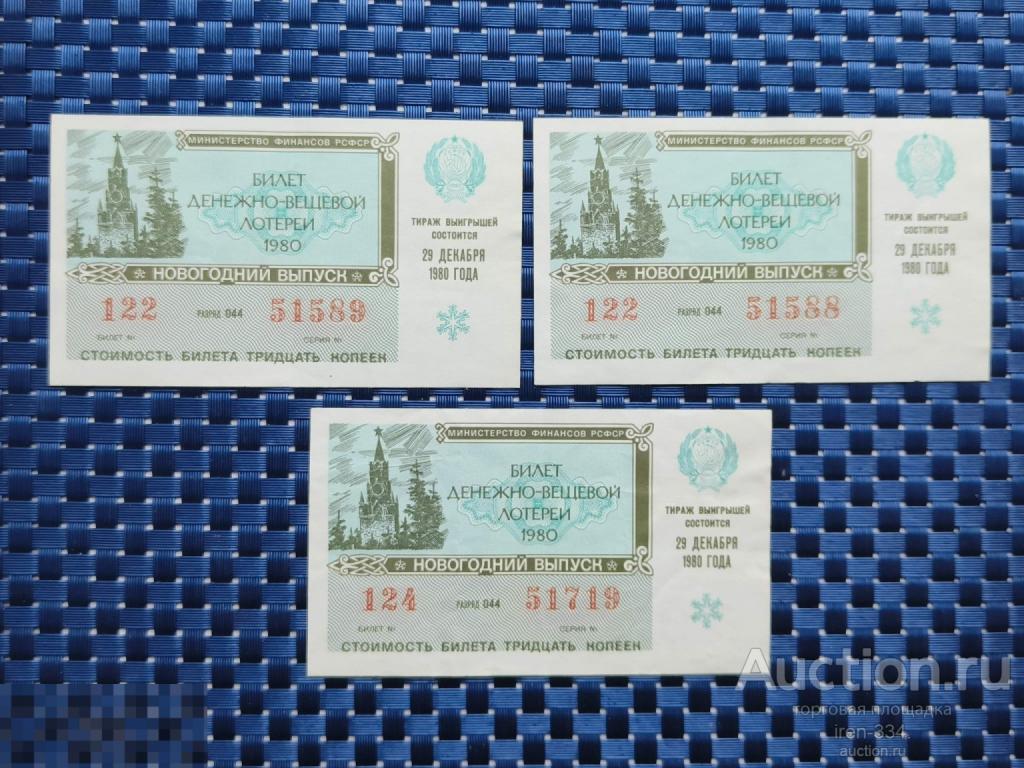 МИНИСТЕРСТВО ФИНАНСОВ РСФСР
БИЛЕТ
ДЕНЕЖНО-ВЕЩЕВОЙ
ЛОТЕРЕИ
1980
НОВОГОДНИЙ ВЫПУСК
122 РАЗРЯД 044 51589
БИЛЕТ № СЕРИЯ №
СТОИМОСТЬ БИЛЕТА ТРИДЦАТЬ КОПЕЕК
ТИРАЖ ВЫИГРЫШЕЙ
СОСТОИТСЯ
29 ДЕКАБРЯ
1980 ГОДА
МИНИСТЕРСТВО ФИНАНСОВ РСФСР
БИЛЕТ
ДЕНЕЖНО-ВЕЩЕВОЙ
ЛОТЕРЕИ
1980
НОВОГОДНИЙ ВЫПУСК
122 РАЗРЯД 044 51588
БИЛЕТ № СЕРИЯ №
СТОИМОСТЬ БИЛЕТА ТРИДЦАТЬ КОПЕЕК
ТИРАЖ ВЫИГРЫШЕЙ
СОСТОИТСЯ
29 ДЕКАБРЯ
1980 ГОДА
МИНИСТЕРСТВО ФИНАНСОВ РСФСР
БИЛЕТ
ДЕНЕЖНО-ВЕЩЕВОЙ
ЛОТЕРЕИ
1980
НОВОГОДНИЙ ВЫПУСК
124 РАЗРЯД 044 51719
БИЛЕТ № СЕРИЯ №
СТОИМОСТЬ БИЛЕТА ТРИДЦАТЬ КОПЕЕК
ТИРАЖ ВЫИГРЫШЕЙ
СОСТОИТСЯ
29 ДЕКАБРЯ
1980 ГОДА
Auction.ru
торговая площадка
iren-334.
auction.ru